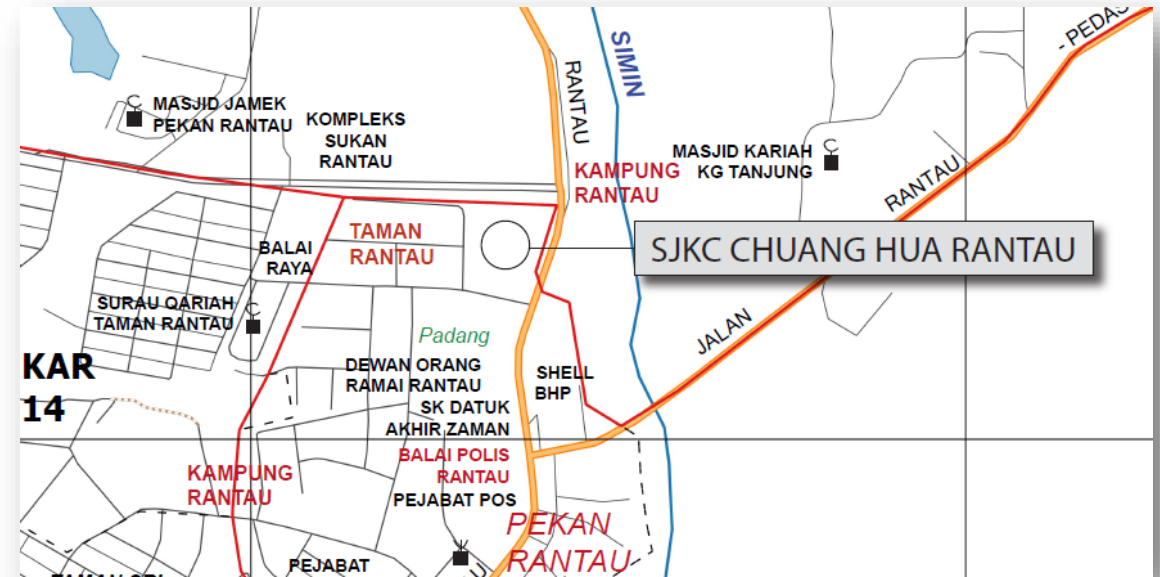 - PEDAS
SIMIN
RANTAU
MASJID JAMEK
PEKAN RANTAU
KOMPLEKS
SUKAN
RANTAU
MASJID KARIAH
KG TANJUNG
KAMPUNG
RANTAU
RANTAU
TAMAN
RANTAU
BALAI
RAYA
SJKC CHUANG HUA RANTAU
SURAU QARIAH
TAMAN RANTAU
JALAN
Padang
KAR
14
DEWAN ORANG
RAMAI RANTAU
SHELL
BHP
SK DATUK
AKHIR ZAMAN
BALAI POLIS
RANTAU
KAMPUNG
RANTAU
PEJABAT POS
PEKAN
RANTAU
PEJABAT